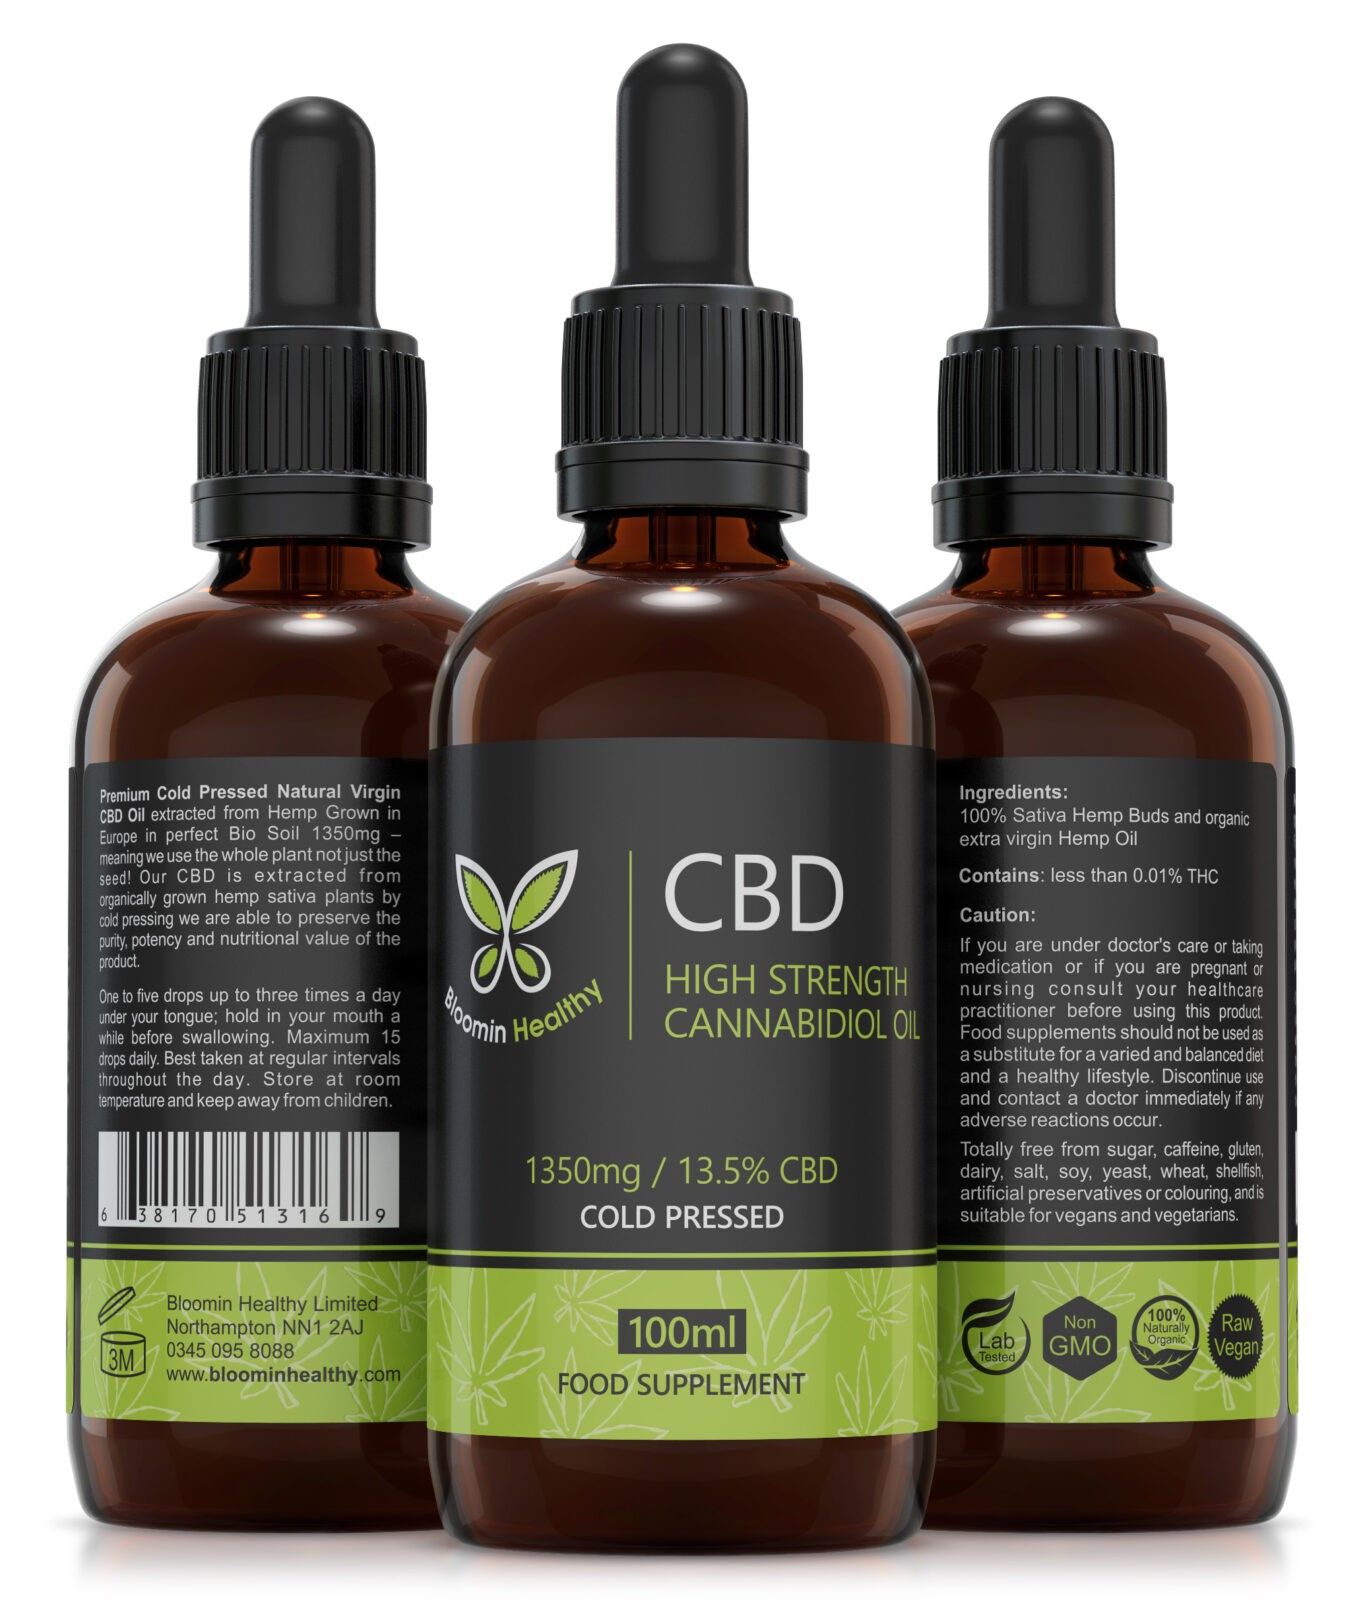 Premium Cold Pressed Natural Virgin
CBD Oil extracted from Hemp Grown in
Europe in perfect Bio Soil 1350mg –
meaning we use the whole plant not just the
seed! Our CBD is extracted from
organically grown hemp sativa plants by
cold pressing we are able to preserve the
purity, potency and nutritional value of the
product.
One to five drops up to three times a day
under your tongue; hold in your mouth a
while before swallowing. Maximum 15
drops daily. Best taken at regular intervals
throughout the day. Store at room
temperature and keep away from children.
6 38170 51316 9
3M
Bloomin Healthy Limited
Northampton NN1 2AJ
0345 095 8088
www.bloominhealthy.com
Bloomin Healthy
CBD
HIGH STRENGTH
CANNABIDIOL OIL
1350mg / 13.5% CBD
COLD PRESSED
100ml
FOOD SUPPLEMENT
Ingredients:
100% Sativa Hemp Buds and organic
extra virgin Hemp Oil
Contains: less than 0.01% THC
Caution:
If you are under doctor's care or taking
medication or if you are pregnant or
nursing consult your healthcare
practitioner before using this product.
Food supplements should not be used as
a substitute for a varied and balanced diet
and a healthy lifestyle. Discontinue use
and contact a doctor immediately if any
adverse reactions occur.
Totally free from sugar, caffeine, gluten,
dairy, salt, soy, yeast, wheat, shellfish,
artificial preservatives or colouring, and is
suitable for vegans and vegetarians.
Lab
Tested
Non
GMO
100%
Naturally
Organic
Raw
Vegan